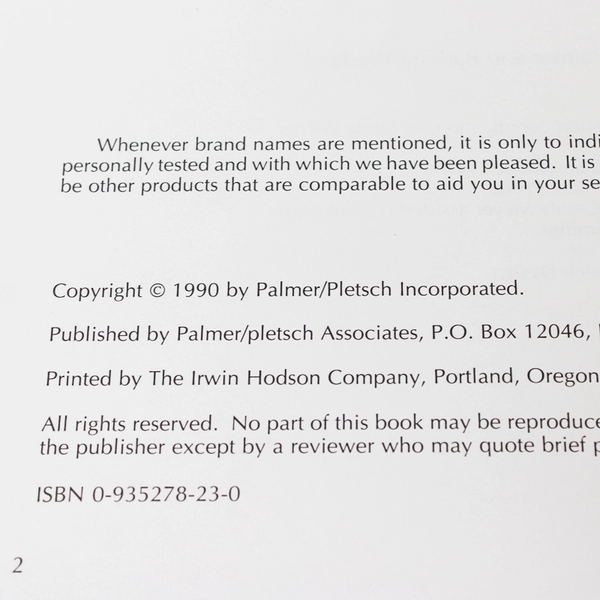 Whenever brand names are mentioned, it is only to indi
personally tested and with which we have been pleased. It is
be other products that are comparable to aid you in your se
Copyright © 1990 by Palmer/Pletsch Incorporated.
Published by Palmer/pletsch Associates, P.O. Box 12046,
Printed by The Irwin Hodson Company, Portland, Oregon
All rights reserved. No part of this book may be reproduce
the publisher except by a reviewer who may quote brief p
ISBN 0-935278-23-0
2